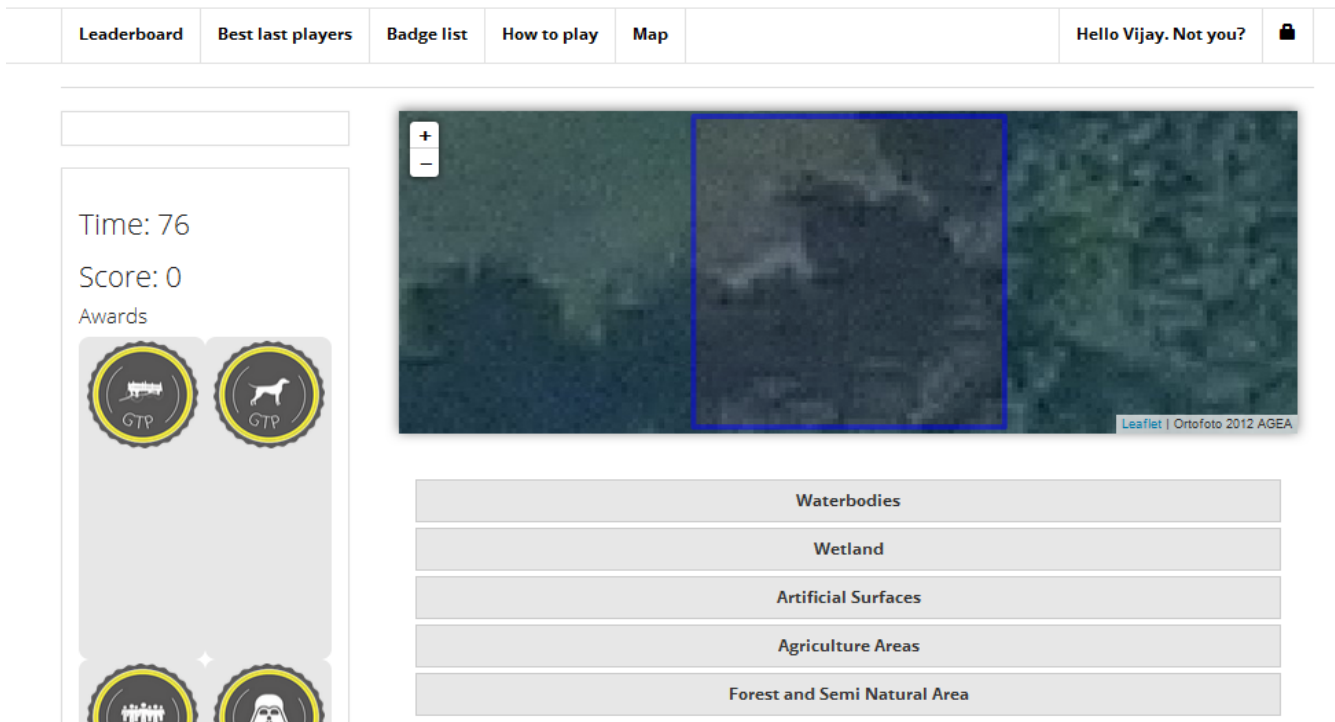 Leaderboard Best last players Badge list How to play Map Hello Vijay. Not you?
+
−
Time: 76
Score: 0
Awards
GTP GTP
Leaflet | Ortofoto 2012 AGEA
Waterbodies
Wetland
Artificial Surfaces
Agriculture Areas
Forest and Semi Natural Area